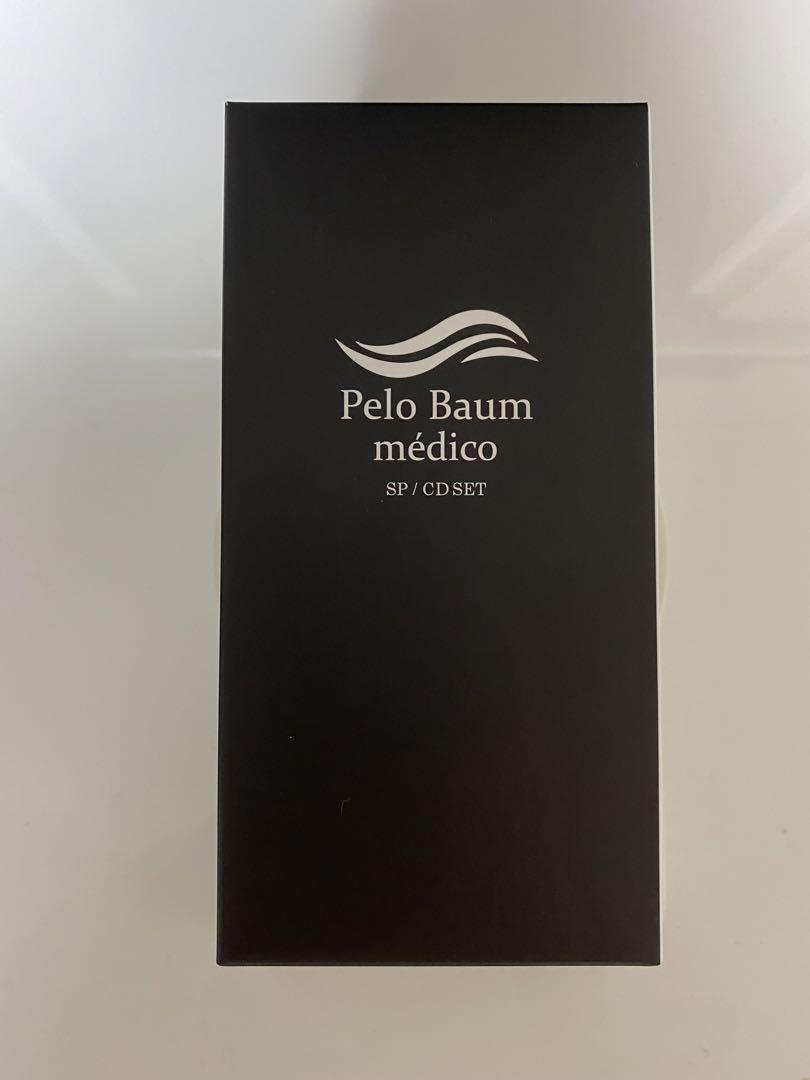 Pelo Baum
médico
SP / CD SET